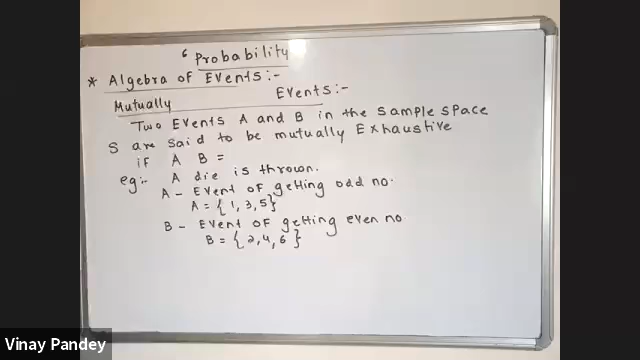 6 Probability
* Algebra of Events:-
Mutually Events:-
Two Events A and B in the sample space
S are said to be mutually Exhaustive
if A B =
eg:- A die is thrown.
A - Event of getting odd no.
A = {1, 3, 5}
B - Event of getting even no
B = {2, 4, 6}
Vinay Pandey